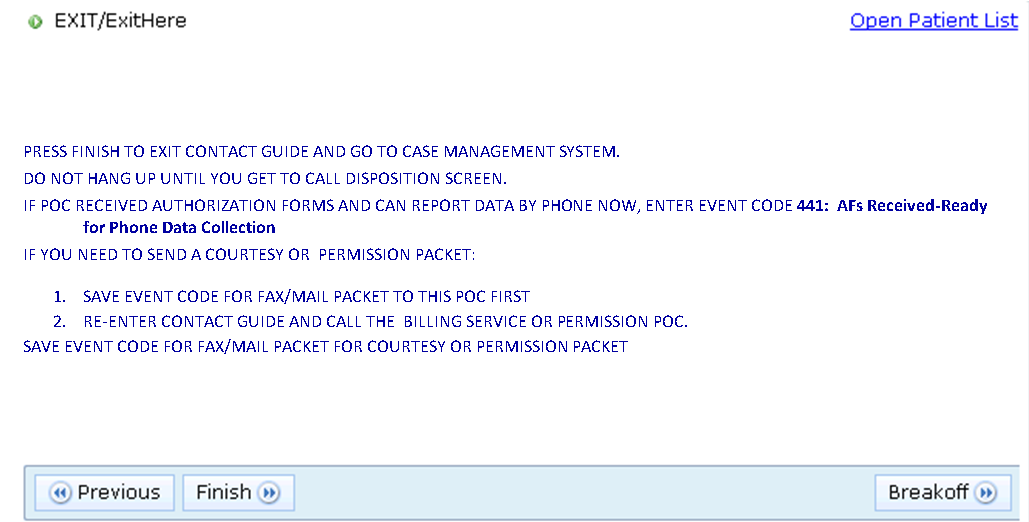 EXIT/ExitHere Open Patient List
PRESS FINISH TO EXIT CONTACT GUIDE AND GO TO CASE MANAGEMENT SYSTEM.
DO NOT HANG UP UNTIL YOU GET TO CALL DISPOSITION SCREEN.
IF POC RECEIVED AUTHORIZATION FORMS AND CAN REPORT DATA BY PHONE NOW, ENTER EVENT CODE 441: AFs Received-Ready
for Phone Data Collection
IF YOU NEED TO SEND A COURTESY OR PERMISSION PACKET:
1. SAVE EVENT CODE FOR FAX/MAIL PACKET TO THIS POC FIRST
2. RE-ENTER CONTACT GUIDE AND CALL THE BILLING SERVICE OR PERMISSION POC.
SAVE EVENT CODE FOR FAX/MAIL PACKET FOR COURTESY OR PERMISSION PACKET
Previous Finish Breakoff